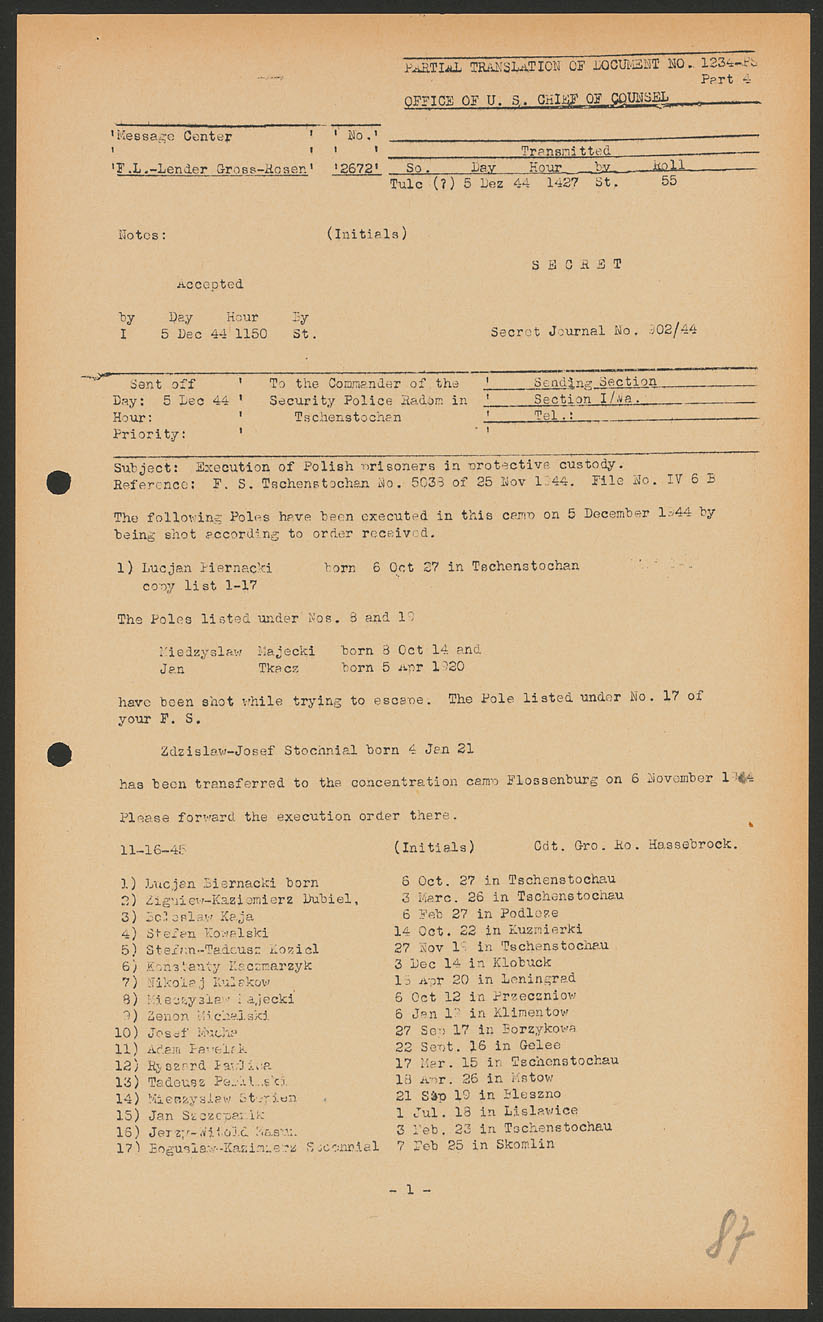 PARTIAL TRANSLATION OF DOCUMENT NO. 1234-PS
Part 4
OFFICE OF U. S. CHIEF OF COUNSEL
Message Center No.
Transmitted
F.L.-Lender Gross-Rosen 2672 So. Day Hour by Roll
Tulc (?) 5 Dez 44 1427 St. 55
Notes: (Initials)
S E C R E T
Accepted
by Day Hour By
I 5 Dec 44 1150 St.
Secret Journal No. 902/44
Sent off To the Commander of the Sending Section
Day: 5 Dec 44 Security Police Radom in Section I/Wa.
Hour: Tschenstochan Tel.:
Priority:
Subject: Execution of Polish prisoners in protective custody.
Reference: F. S. Tschenstochan No. 5038 of 25 Nov 1944. File No. IV 6 B
The following Poles have been executed in this camp on 5 December 1944 by
being shot according to order received.
1) Lucjan Biernacki born 6 Oct 27 in Tschenstochan
copy list 1-17
The Poles listed under Nos. 8 and 19
Miedzyslaw Majecki born 8 Oct 14 and
Jan Tkacz born 5 Apr 1920
have been shot while trying to escape. The Pole listed under No. 17 of
your F. S.
Zdzislaw-Josef Stochnial born 4 Jan 21
has been transferred to the concentration camp Flossenburg on 6 November 1944
Please forward the execution order there.
11-16-45 (Initials) Cdt. Gro. Ro. Hassebrock.
1) Lucjan Biernacki born 6 Oct. 27 in Tschenstochau
2) Zigniew-Kaziemierz Dubiel, 3 Marc. 26 in Tschenstochau
3) Boleslaw Kaja 6 Feb 27 in Podloze
4) Stefan Kowalski 14 Oct. 22 in Kuzmierki
5) Stefan-Tadeusz Koziel 27 Nov in Tschenstochau
6) Konstanty Kaczmarzyk 3 Dec 14 in Klobuck
7) Nikolaj Kulakow Apr 20 in Leningrad
8) Mieczyslaw Lajecki 6 Oct 12 in Przeczniow
9) Zenon Michalski 6 Jan in Klimentow
10) Josef Mucha 27 Sep 17 in Borzykowa
11) Adam Pawelak 22 Sept. 16 in Gelee
12) Ryszard Pawliwa 17 Mar. 15 in Tschenstochau
13) Tadeusz 18 Apr. 26 in Mstow
14) Mieczyslaw 21 Sep 19 in Bleszno
15) Jan Szczepanik 1 Jul. 18 in Lislawice
16) Jerzy-Witold 3 Feb. 23 in Tschenstochau
17) Boguslaw-Kazimierz Socznnial 7 Feb 25 in Skomlin
- 1 -
87